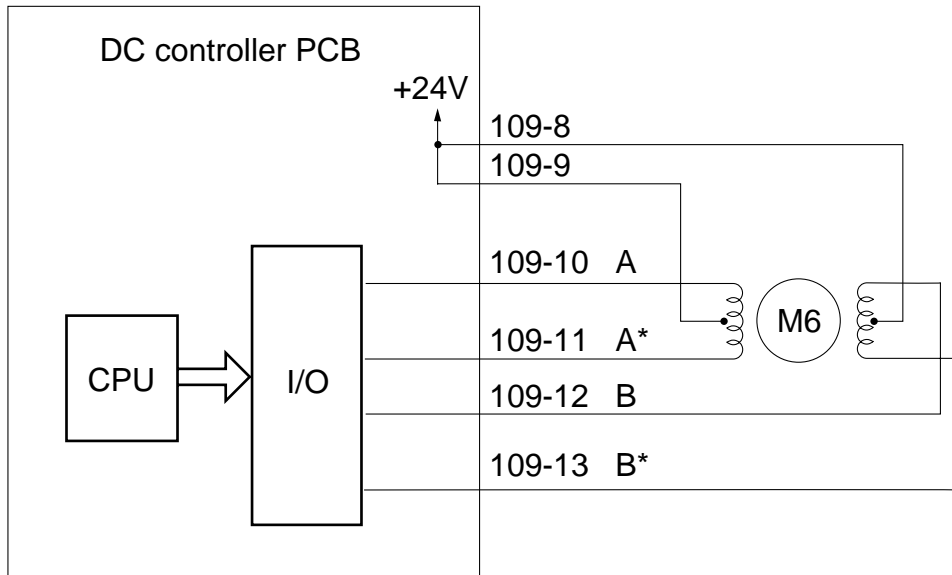 DC controller PCB
+24V
109-8
109-9
109-10 A
109-11 A*
109-12 B
109-13 B*
CPU
I/O
M6